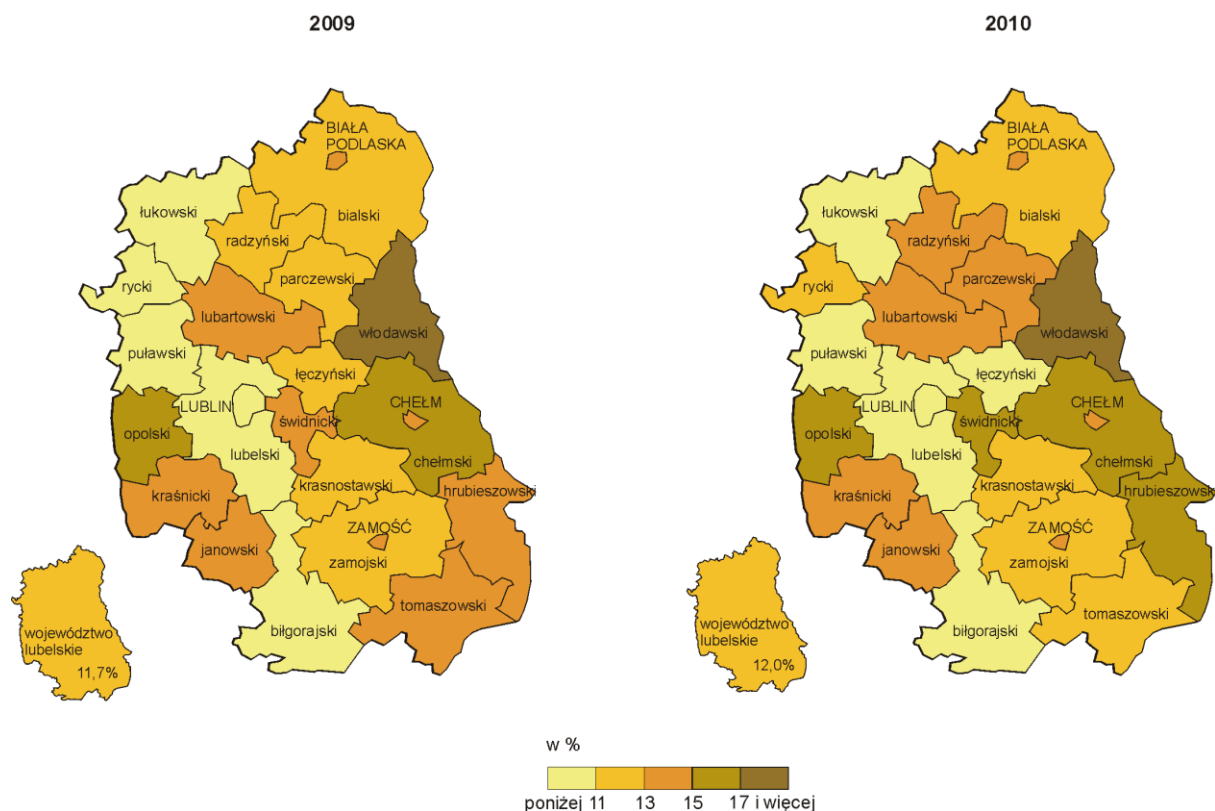 2009
2010
BIAŁA
PODLASKA
łukowski
bialski
radzyński
parczewski
rycki
lubartowski
włodawski
puławski
łęczyński
LUBLIN
CHEŁM
świdnicki
opolski
lubelski
chełmski
krasnostawski
hrubieszowski
kraśnicki
ZAMOŚĆ
janowski
zamojski
tomaszowski
biłgorajski
województwo
lubelskie
11,7%
BIAŁA
PODLASKA
łukowski
bialski
radzyński
parczewski
rycki
lubartowski
włodawski
puławski
łęczyński
LUBLIN
CHEŁM
świdnicki
opolski
lubelski
chełmski
krasnostawski
hrubieszowski
kraśnicki
ZAMOŚĆ
janowski
zamojski
tomaszowski
biłgorajski
województwo
lubelskie
12,0%
w %
poniżej 11 13 15 17 i więcej